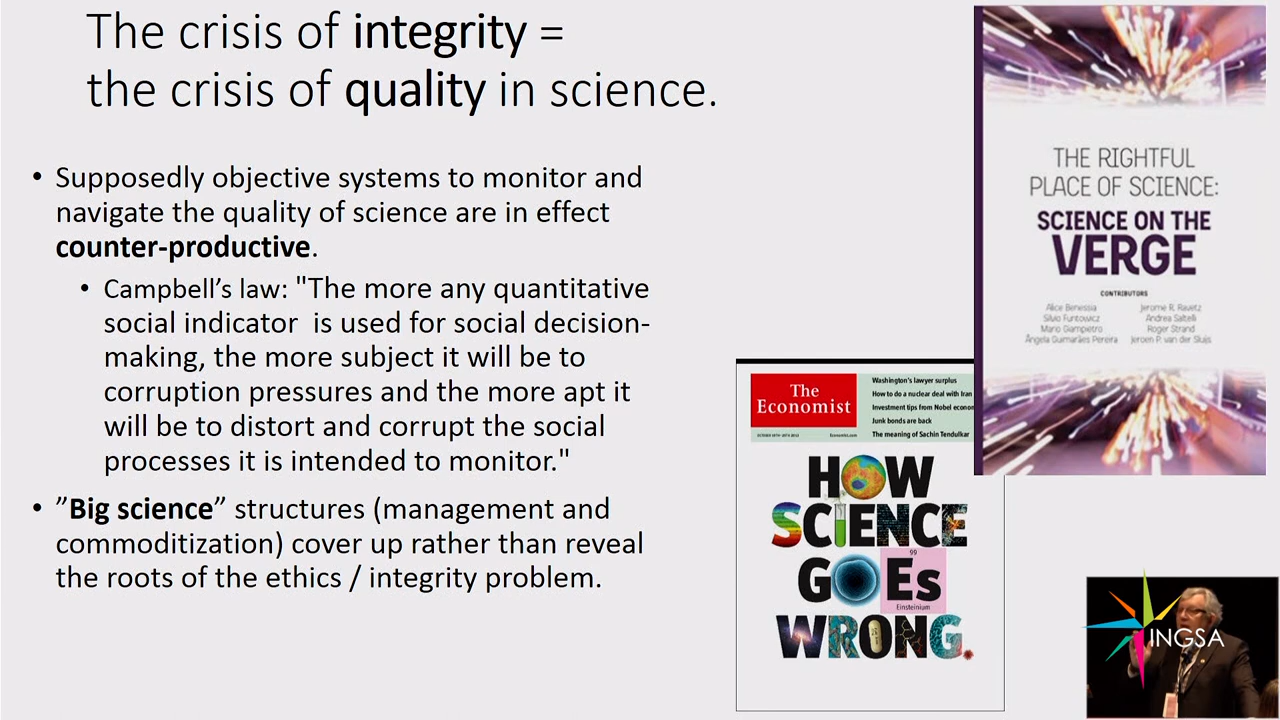 The crisis of integrity =
the crisis of quality in science.
• Supposedly objective systems to monitor and
navigate the quality of science are in effect
counter-productive.
• Campbell’s law: "The more any quantitative
social indicator  is used for social decision-
making, the more subject it will be to
corruption pressures and the more apt it
will be to distort and corrupt the social
processes it is intended to monitor."
• ”Big science” structures (management and
commoditization) cover up rather than reveal
the roots of the ethics / integrity problem.
THE RIGHTFUL
PLACE OF SCIENCE:
SCIENCE ON THE
VERGE
CONTRIBUTORS
Alice Benessia
Silvio Funtowicz
Mario Giampietro
Ângela Guimarães Pereira
Jerome R. Ravetz
Andrea Saltelli
Roger Strand
Jeroen P. van der Sluijs
The
Economist
Economist.com
Washington's lawyer surplus
How to do a nuclear deal with Iran
Investment tips from Nobel econom
Junk bonds are back
The meaning of Sachin Tendulkar
HOW
SCIENCE
GOEs
99
Einsteinium
WRONG.
INGSA